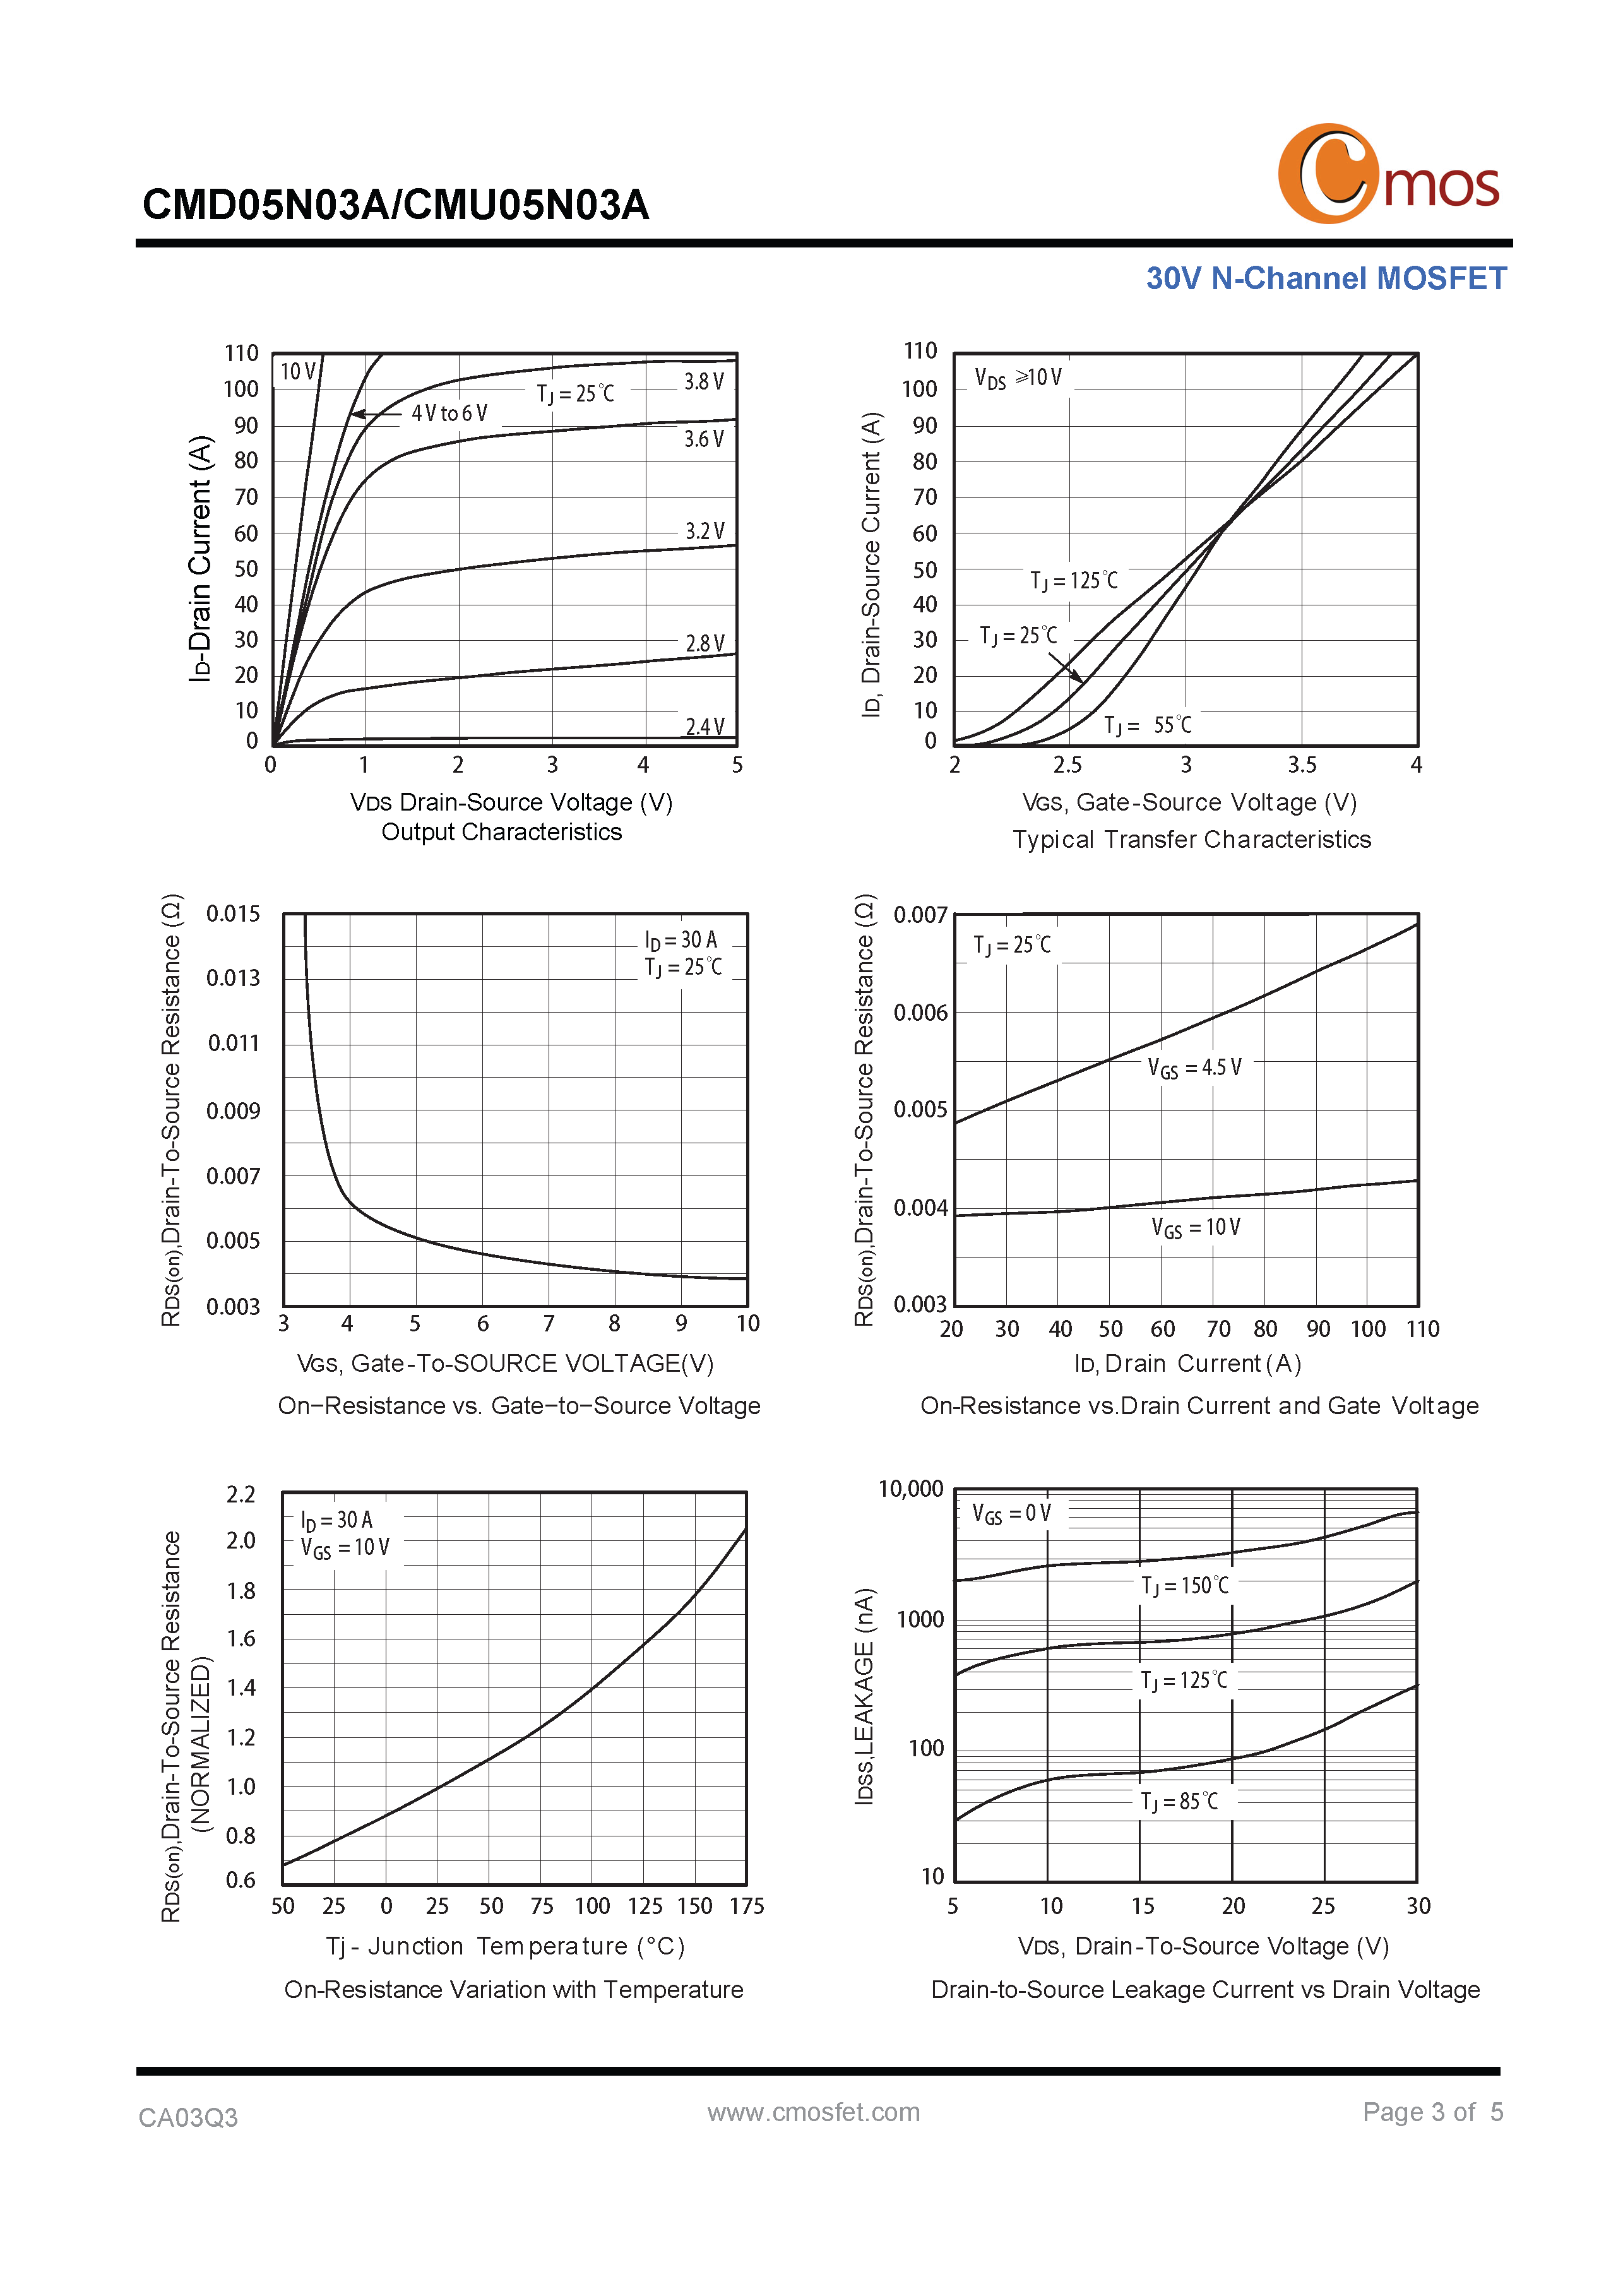 Cmos
CMD05N03A/CMU05N03A
30V N-Channel MOSFET
110
100
90
80
70
60
50
40
30
20
10
0
ID-Drain Current (A)
10 V
4 V to 6 V
TJ = 25℃
3.8 V
3.6 V
3.2 V
2.8 V
2.4 V
0 1 2 3 4 5
VDS Drain-Source Voltage (V)
Output Characteristics
110
100
90
80
70
60
50
40
30
20
10
0
ID, Drain-Source Current (A)
VDS ⩾10 V
TJ = 125℃
TJ = 25℃
TJ = 55℃
2 2.5 3 3.5 4
VGS, Gate-Source Voltage (V)
Typical Transfer Characteristics
0.015
0.013
0.011
0.009
0.007
0.005
0.003
RDS(on),Drain-To-Source Resistance (Ω)
ID = 30 A
TJ = 25℃
3 4 5 6 7 8 9 10
VGS, Gate-To-SOURCE VOLTAGE(V)
On−Resistance vs. Gate−to−Source Voltage
0.007
0.006
0.005
0.004
0.003
RDS(on),Drain-To-Source Resistance (Ω)
TJ = 25℃
VGS = 4.5 V
VGS = 10 V
20 30 40 50 60 70 80 90 100 110
ID, Drain Current (A)
On-Resistance vs.Drain Current and Gate Voltage
2.2
2.0
1.8
1.6
1.4
1.2
1.0
0.8
0.6
RDS(on),Drain-To-Source Resistance
(NORMALIZED)
ID = 30 A
VGS = 10 V
50 25 0 25 50 75 100 125 150 175
Tj - Junction Temperature (°C)
On-Resistance Variation with Temperature
10,000
1000
100
10
IDSS,LEAKAGE (nA)
VGS = 0 V
TJ = 150℃
TJ = 125℃
TJ = 85℃
5 10 15 20 25 30
VDS, Drain-To-Source Voltage (V)
Drain-to-Source Leakage Current vs Drain Voltage
CA03Q3
www.cmosfet.com
Page 3 of 5